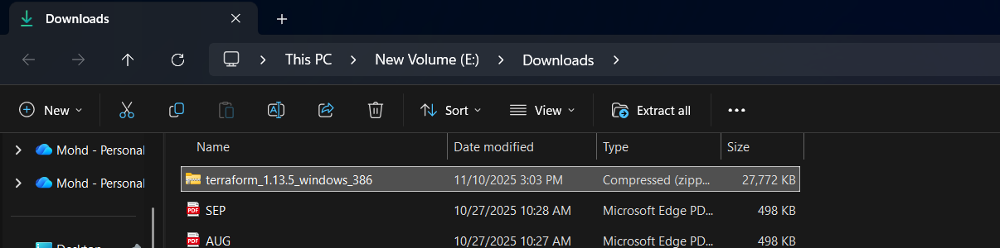 Downloads
This PC New Volume (E:) Downloads
New Sort View Extract all
Mohd - Personal
Mohd - Personal
Name Date modified Type Size
terraform_1.13.5_windows_386 11/10/2025 3:03 PM Compressed (zipp... 27,772 KB
PDF SEP 10/27/2025 10:28 AM Microsoft Edge PD... 498 KB
Desktop PDF AUG 10/27/2025 10:27 AM Microsoft Edge PD... 498 KB